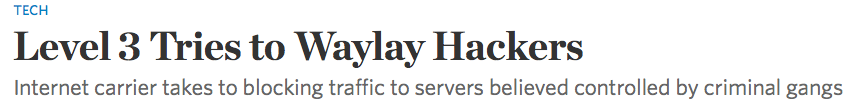 TECH
Level 3 Tries to Waylay Hackers
Internet carrier takes to blocking traffic to servers believed controlled by criminal gangs